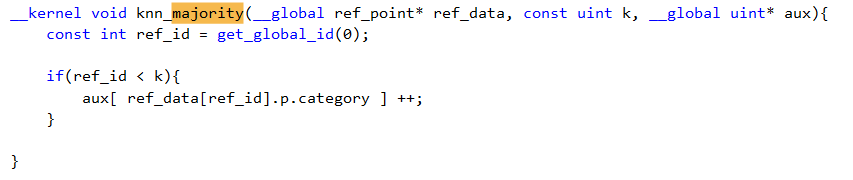 __kernel void knn_majority(__global ref_point* ref_data, const uint k, __global uint* aux){
    const int ref_id = get_global_id(0);

    if(ref_id < k){
        aux[ ref_data[ref_id].p.category ] ++;
    }

}